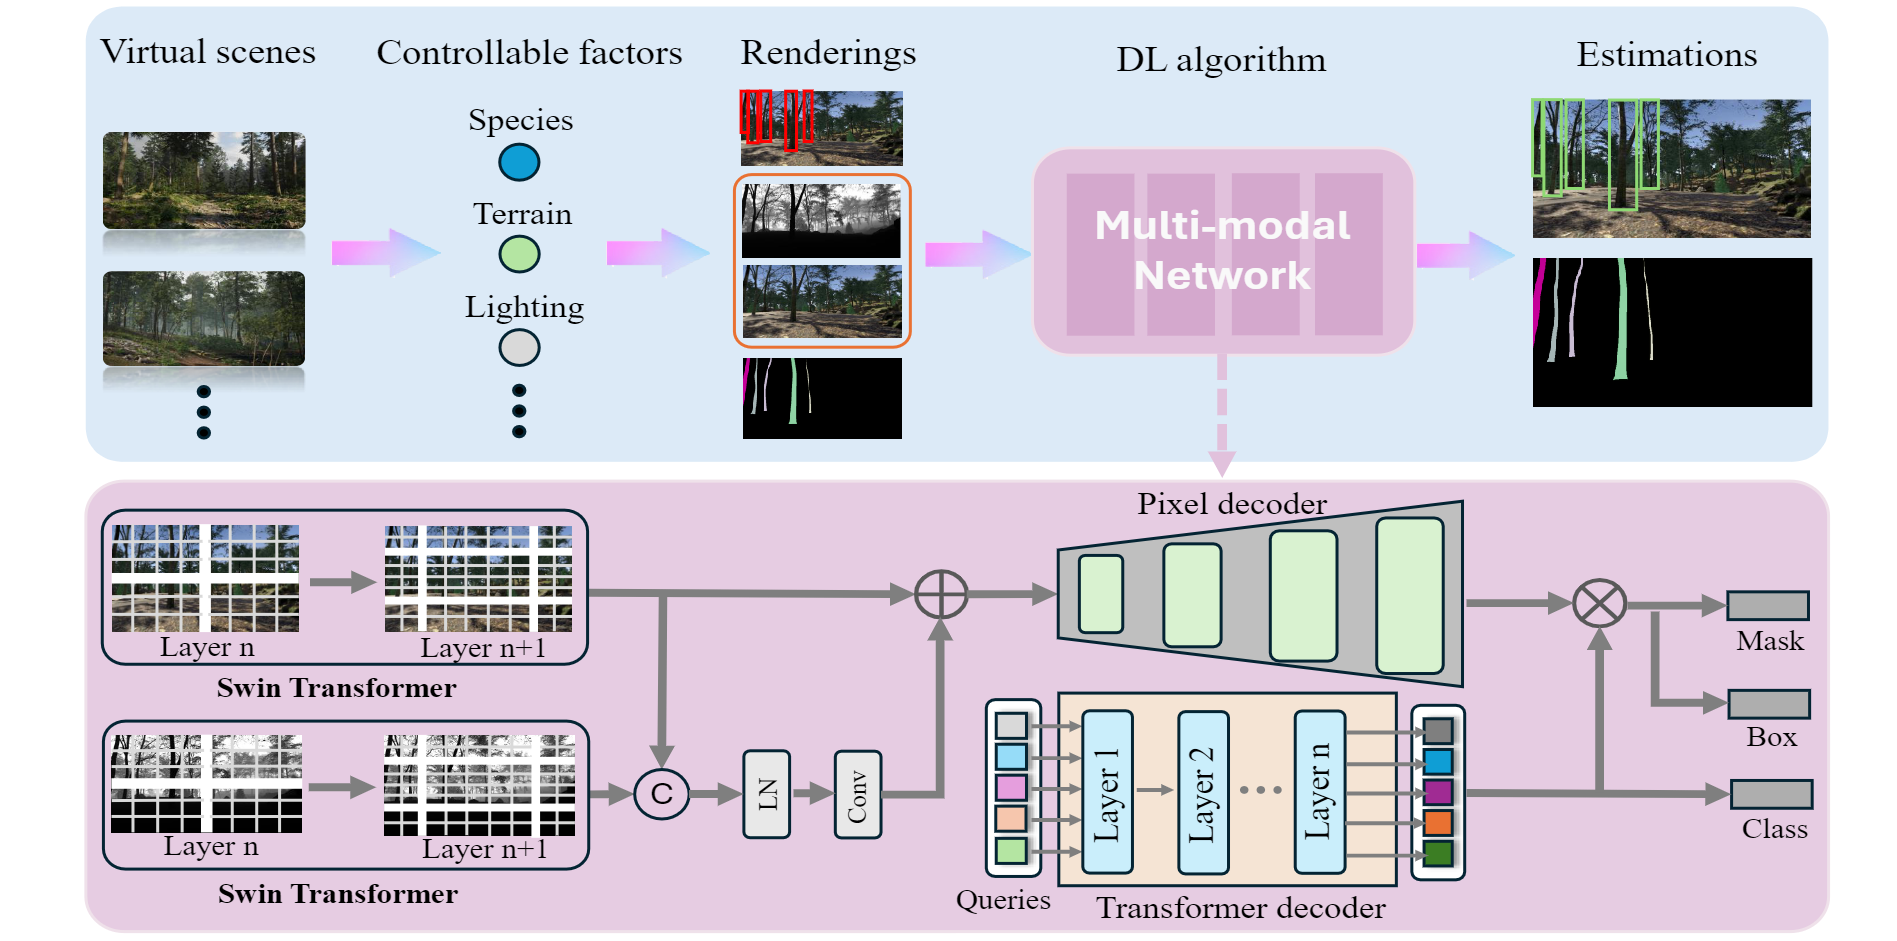 Virtual scenes
Controllable factors
Renderings
DL algorithm
Estimations
Species
Terrain
Lighting
Multi-modal
Network
Pixel decoder
Layer n
Layer n+1
Swin Transformer
Layer n
Layer n+1
Swin Transformer
C
LN
Conv
Queries
Layer 1
Layer 2
Layer n
Transformer decoder
Mask
Box
Class